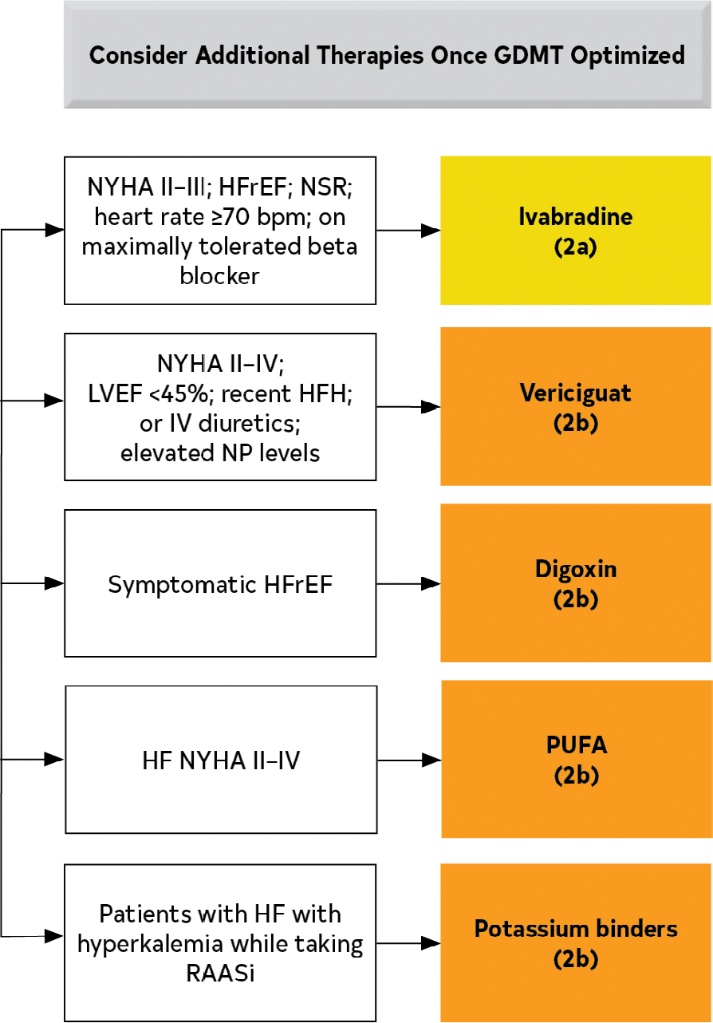 Consider Additional Therapies Once GDMT Optimized
NYHA II–III; HFrEF; NSR;
heart rate ≥70 bpm; on
maximally tolerated beta
blocker
Ivabradine
(2a)
NYHA II–IV;
LVEF <45%; recent HFH;
or IV diuretics;
elevated NP levels
Vericiguat
(2b)
Symptomatic HFrEF
Digoxin
(2b)
HF NYHA II–IV
PUFA
(2b)
Patients with HF with
hyperkalemia while taking
RAASi
Potassium binders
(2b)